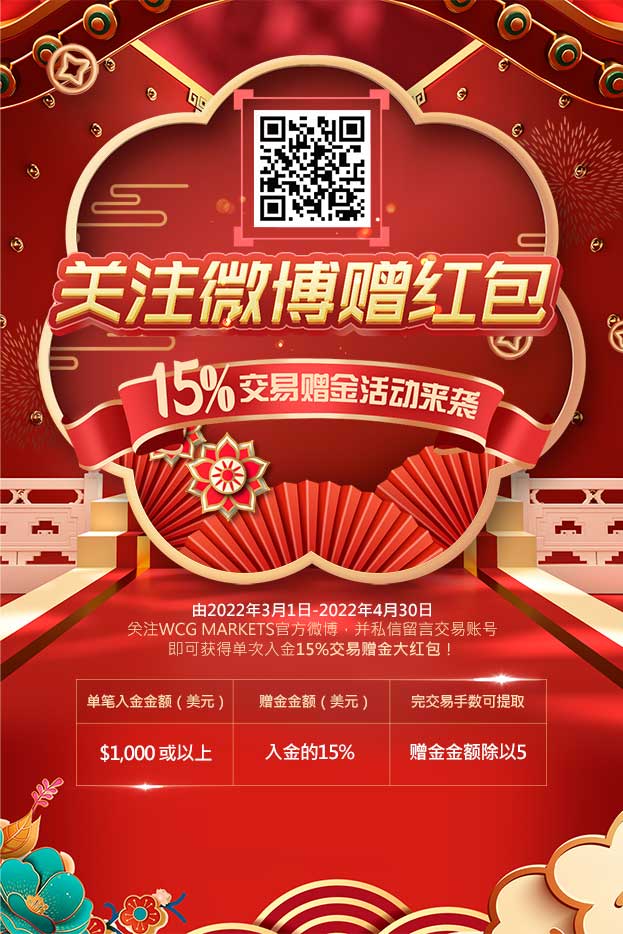 关注微博赠红包
15%交易赠金活动来袭
由2022年3月1日-2022年4月30日
关注WCG MARKETS官方微博，并私信留言交易账号
即可获得单次入金15%交易赠金大红包！
单笔入金金额（美元） 赠金金额（美元） 完交易手数可提取
$1,000 或以上 入金的15% 赠金金额除以5